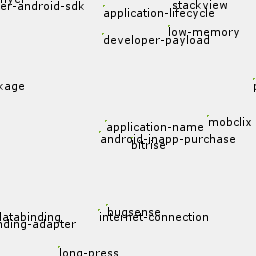 er-android-sdk
stackview
application-lifecycle
low-memory
developer-payload
kage
mobclix
application-name
android-inapp-purchase
bitrise
bugsense
databinding
internet-connection
nding-adapter
long-press